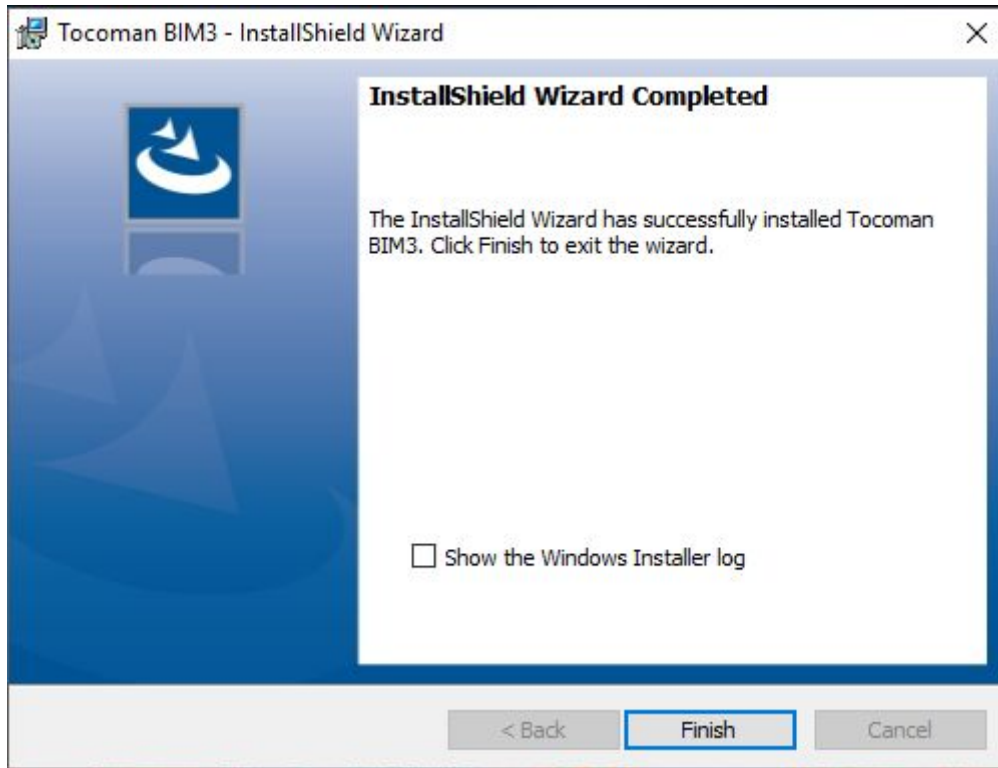 Tocoman BIM3 - InstallShield Wizard
InstallShield Wizard Completed
The InstallShield Wizard has successfully installed Tocoman
BIM3. Click Finish to exit the wizard.
Show the Windows Installer log
< Back
Finish
Cancel